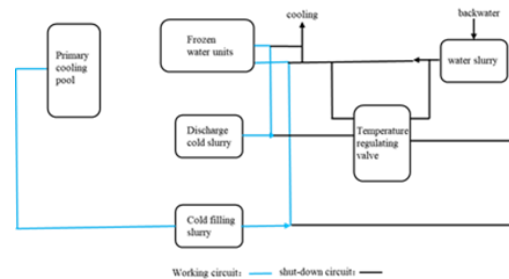 cooling
backwater
Primary
cooling
pool
Frozen
water units
water slurry
Discharge
cold slurry
Temperature
regulating
valve
Cold filling
slurry
Working circuit: shut-down circuit: